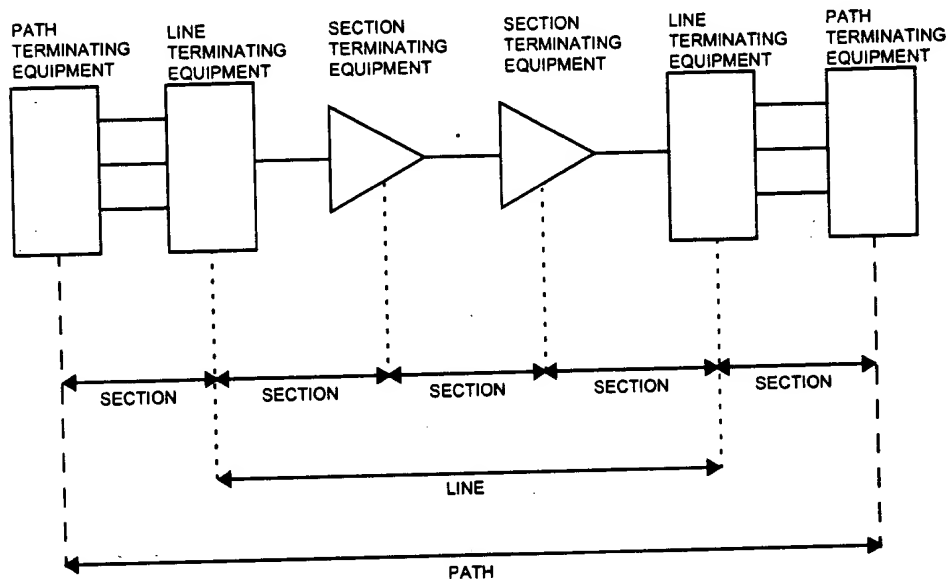 PATH
TERMINATING
EQUIPMENT
LINE
TERMINATING
EQUIPMENT
SECTION
TERMINATING
EQUIPMENT
SECTION
TERMINATING
EQUIPMENT
LINE
TERMINATING
EQUIPMENT
PATH
TERMINATING
EQUIPMENT
SECTION
SECTION
SECTION
SECTION
SECTION
LINE
PATH